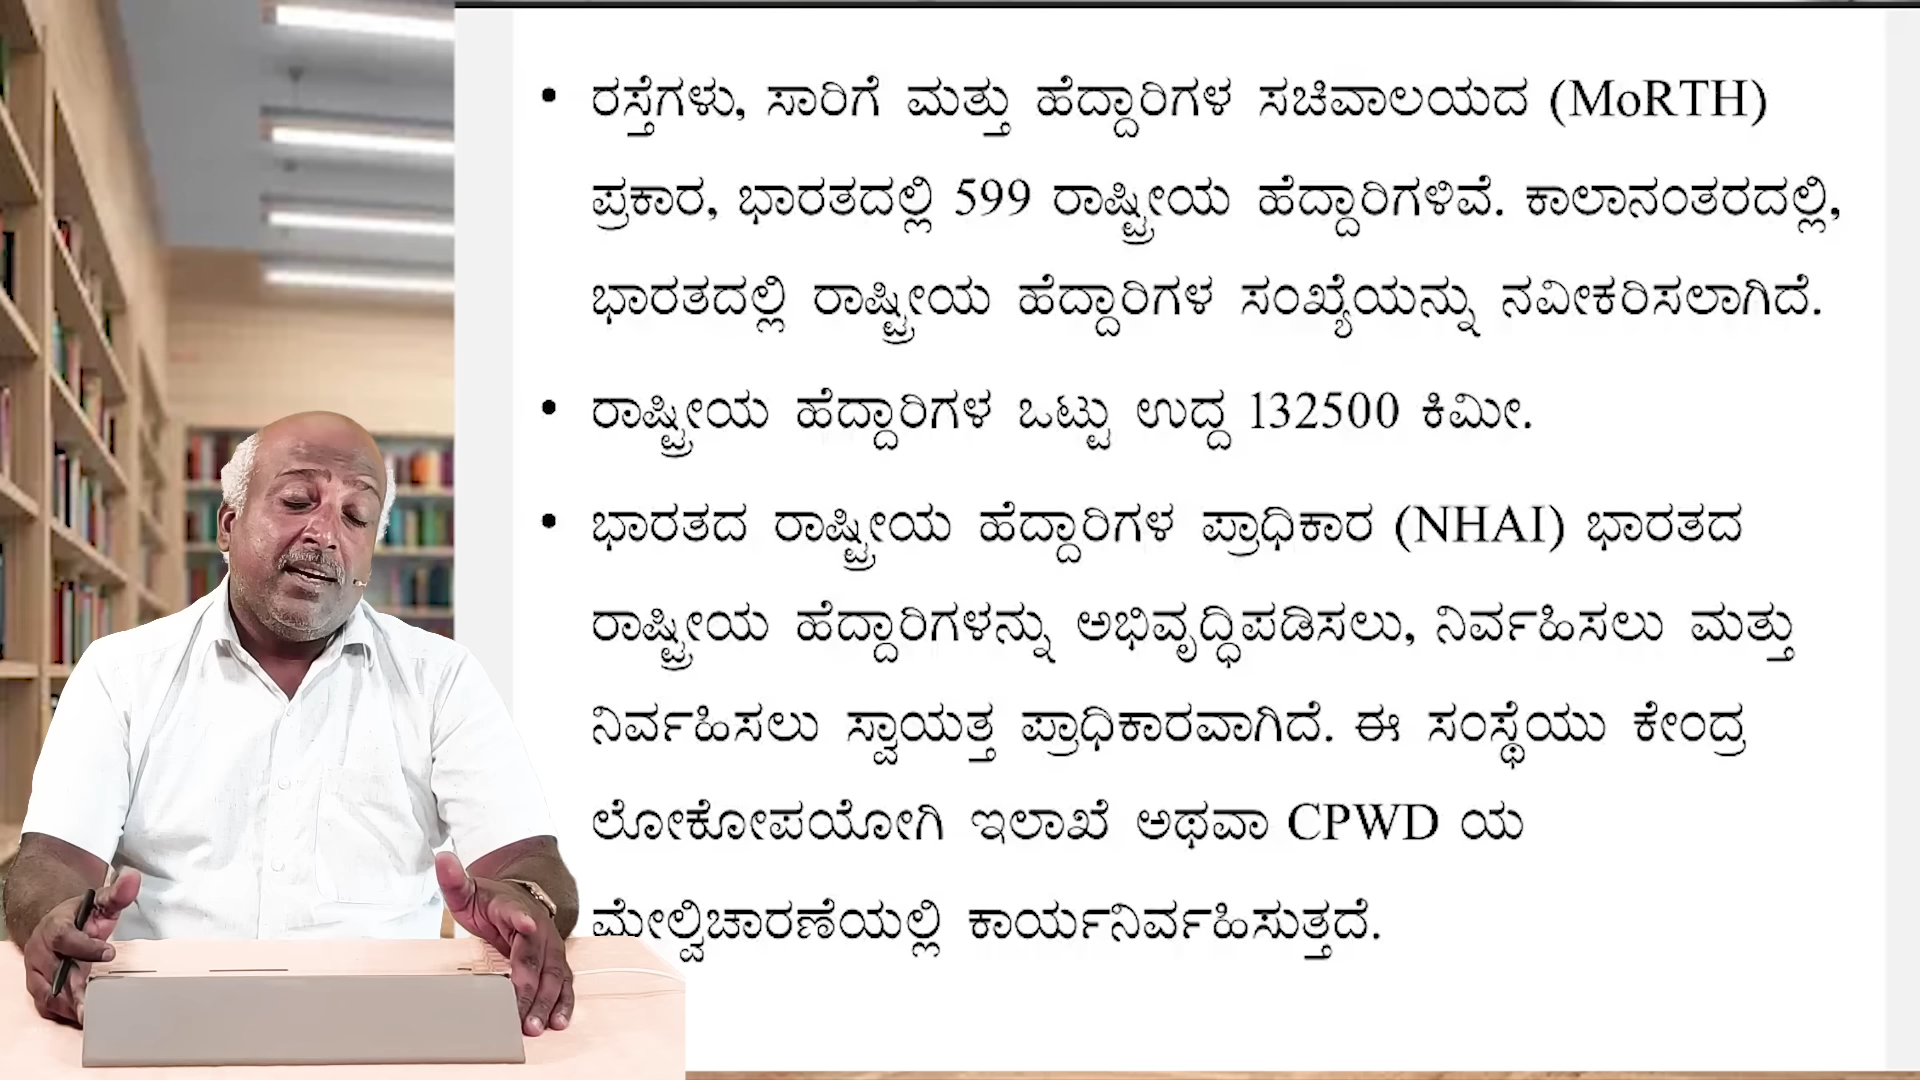 • ರಸ್ತೆಗಳು, ಸಾರಿಗೆ ಮತ್ತು ಹೆದ್ದಾರಿಗಳ ಸಚಿವಾಲಯದ (MoRTH)
ಪ್ರಕಾರ, ಭಾರತದಲ್ಲಿ 599 ರಾಷ್ಟ್ರೀಯ ಹೆದ್ದಾರಿಗಳಿವೆ. ಕಾಲಾನಂತರದಲ್ಲಿ,
ಭಾರತದಲ್ಲಿ ರಾಷ್ಟ್ರೀಯ ಹೆದ್ದಾರಿಗಳ ಸಂಖ್ಯೆಯನ್ನು ನವೀಕರಿಸಲಾಗಿದೆ.
• ರಾಷ್ಟ್ರೀಯ ಹೆದ್ದಾರಿಗಳ ಒಟ್ಟು ಉದ್ದ 132500 ಕಿಮೀ.
• ಭಾರತದ ರಾಷ್ಟ್ರೀಯ ಹೆದ್ದಾರಿಗಳ ಪ್ರಾಧಿಕಾರ (NHAI) ಭಾರತದ
ರಾಷ್ಟ್ರೀಯ ಹೆದ್ದಾರಿಗಳನ್ನು ಅಭಿವೃದ್ಧಿಪಡಿಸಲು, ನಿರ್ವಹಿಸಲು ಮತ್ತು
ನಿರ್ವಹಿಸಲು ಸ್ವಾಯತ್ತ ಪ್ರಾಧಿಕಾರವಾಗಿದೆ. ಈ ಸಂಸ್ಥೆಯು ಕೇಂದ್ರ
ಲೋಕೋಪಯೋಗಿ ಇಲಾಖೆ ಅಥವಾ CPWD ಯ
ಮೇಲ್ವಿಚಾರಣೆಯಲ್ಲಿ ಕಾರ್ಯನಿರ್ವಹಿಸುತ್ತದೆ.